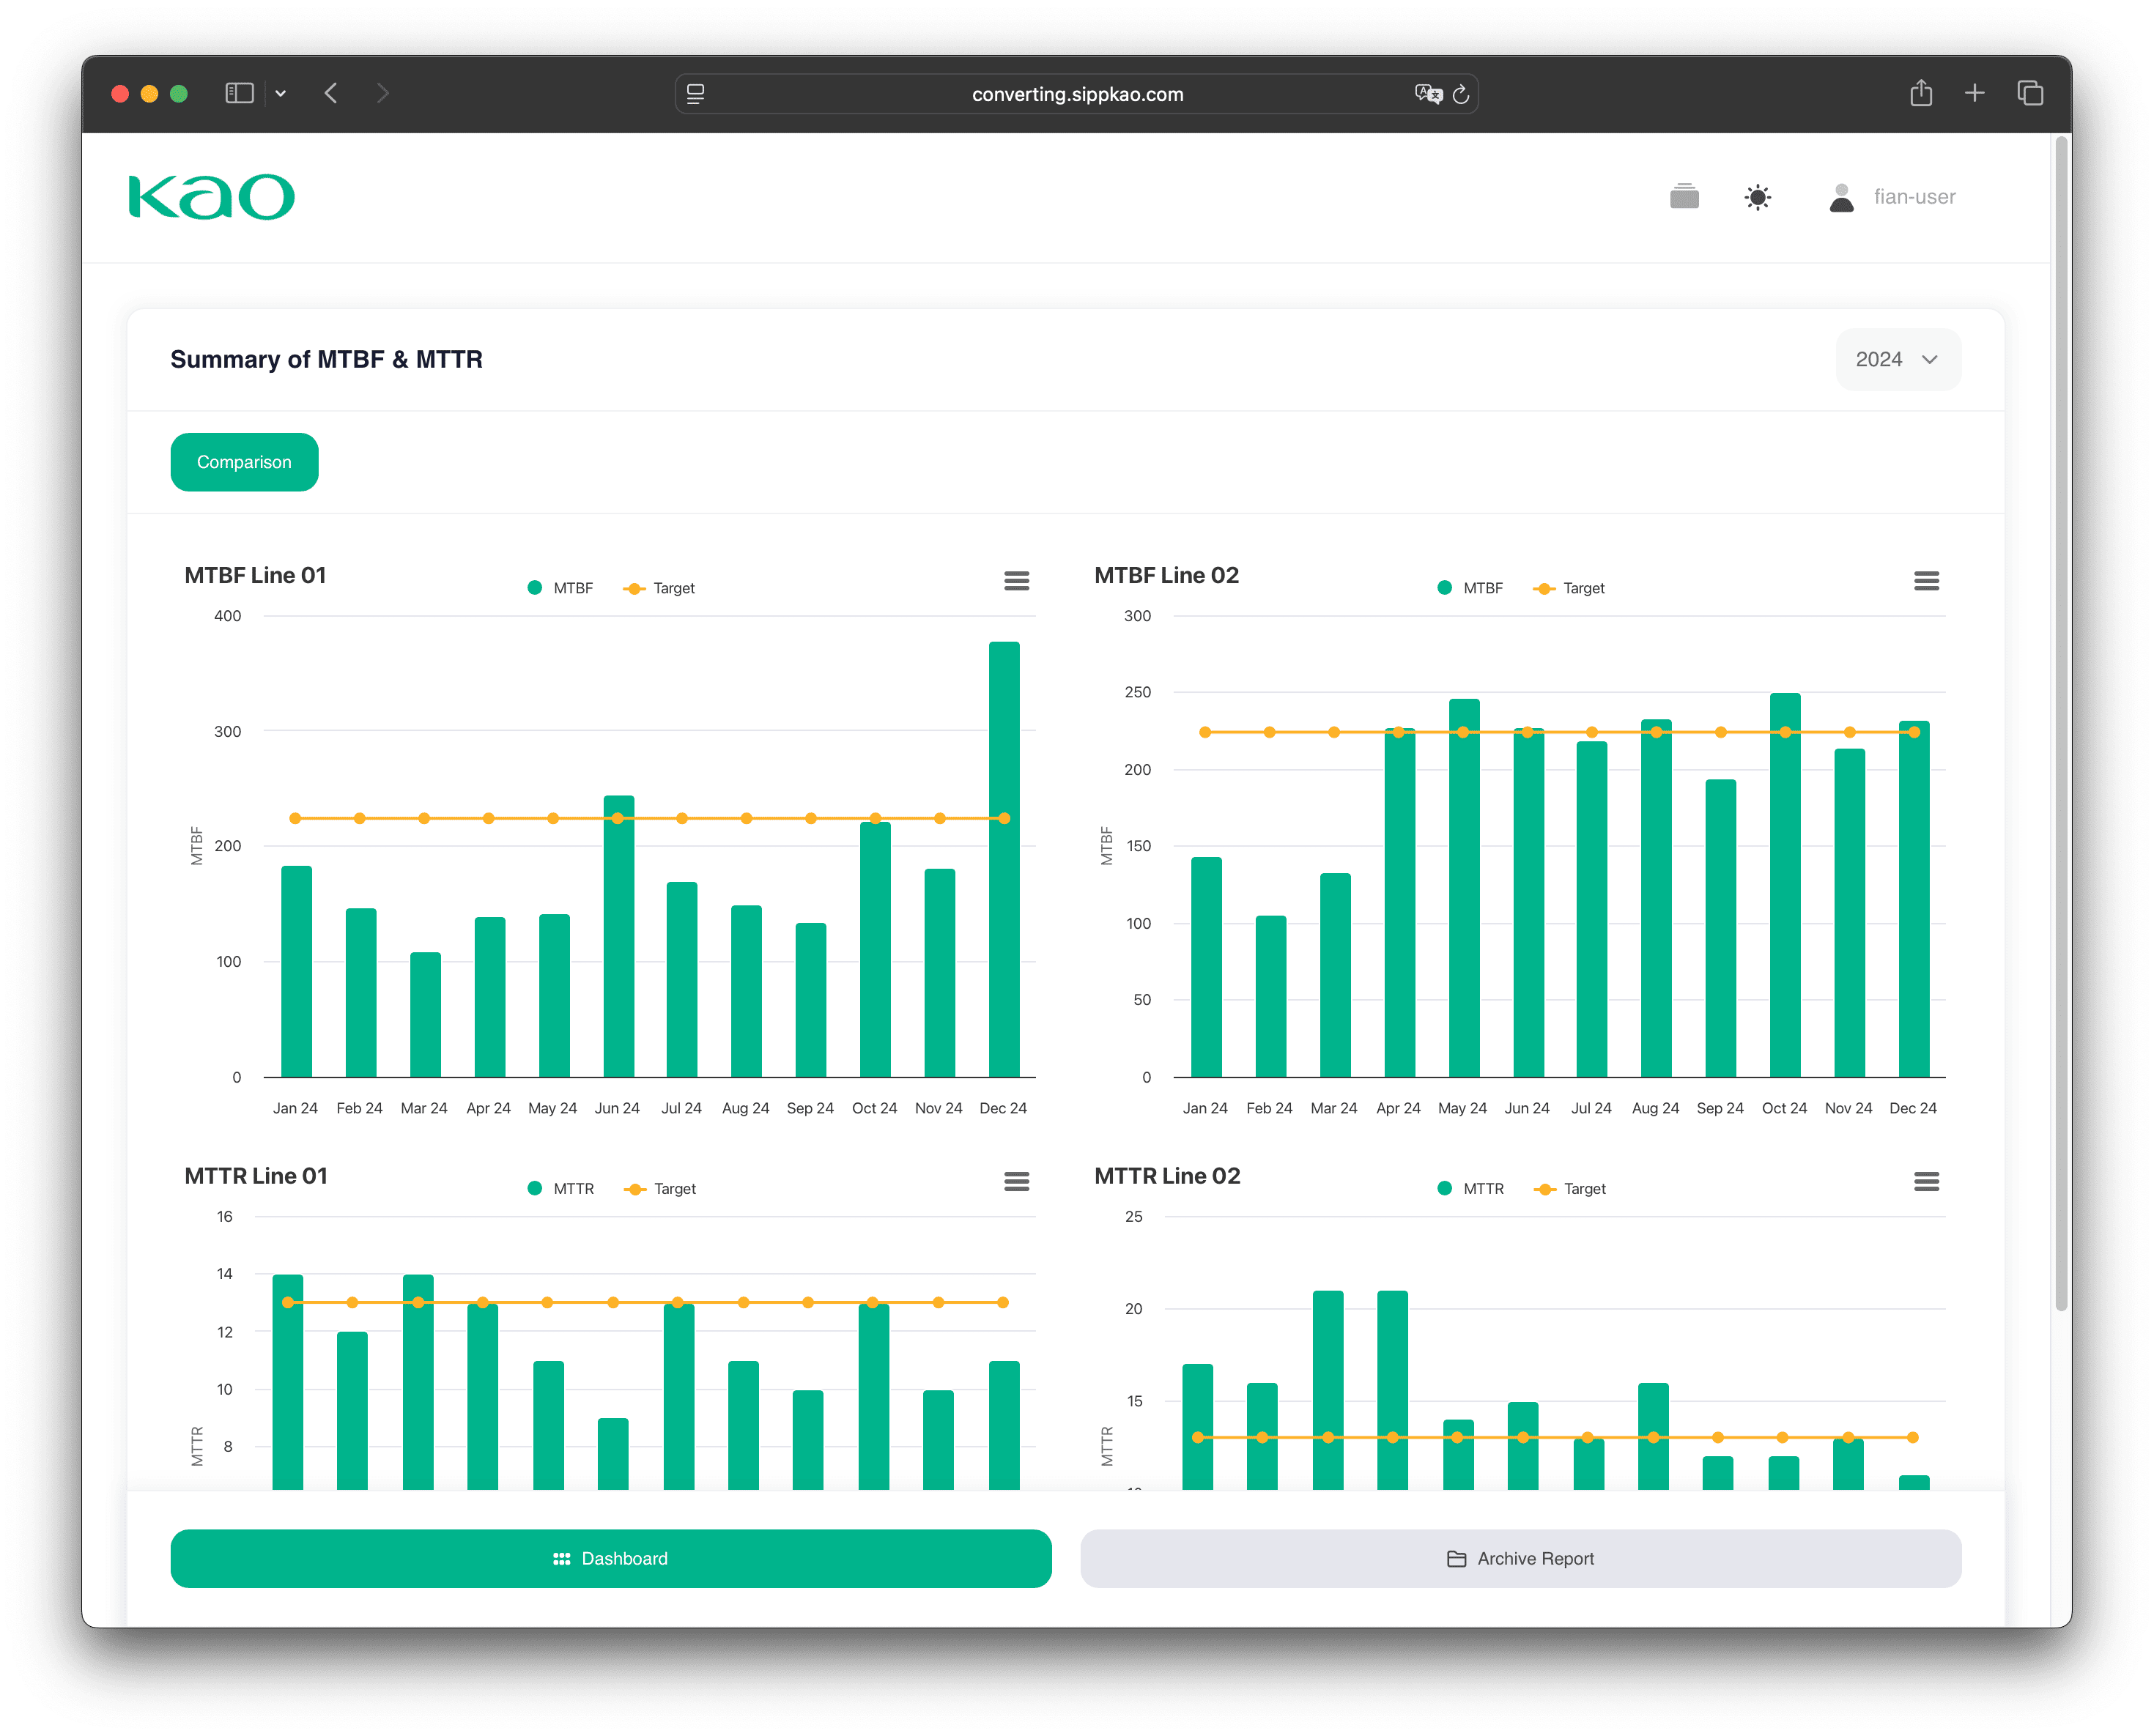 converting.sippkao.com
kao
fian-user
Summary of MTBF & MTTR
2024
Comparison
MTBF Line 01
MTBF
Target
400
300
200
100
0
MTBF
Jan 24 Feb 24 Mar 24 Apr 24 May 24 Jun 24 Jul 24 Aug 24 Sep 24 Oct 24 Nov 24 Dec 24
MTBF Line 02
MTBF
Target
300
250
200
150
100
50
0
MTBF
Jan 24 Feb 24 Mar 24 Apr 24 May 24 Jun 24 Jul 24 Aug 24 Sep 24 Oct 24 Nov 24 Dec 24
MTTR Line 01
MTTR
Target
16
14
12
10
8
MTTR
MTTR Line 02
MTTR
Target
25
20
15
MTTR
Dashboard
Archive Report